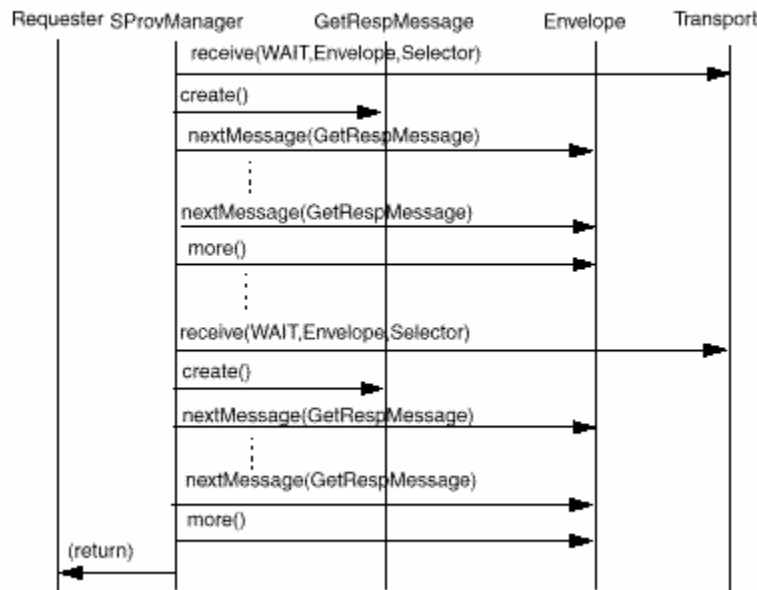 Requester SProvManager GetRespMessage Envelope Transport
receive(WAIT,Envelope,Selector)
create()
nextMessage(GetRespMessage)
nextMessage(GetRespMessage)
more()
receive(WAIT,Envelope,Selector)
create()
nextMessage(GetRespMessage)
nextMessage(GetRespMessage)
more()
(return)